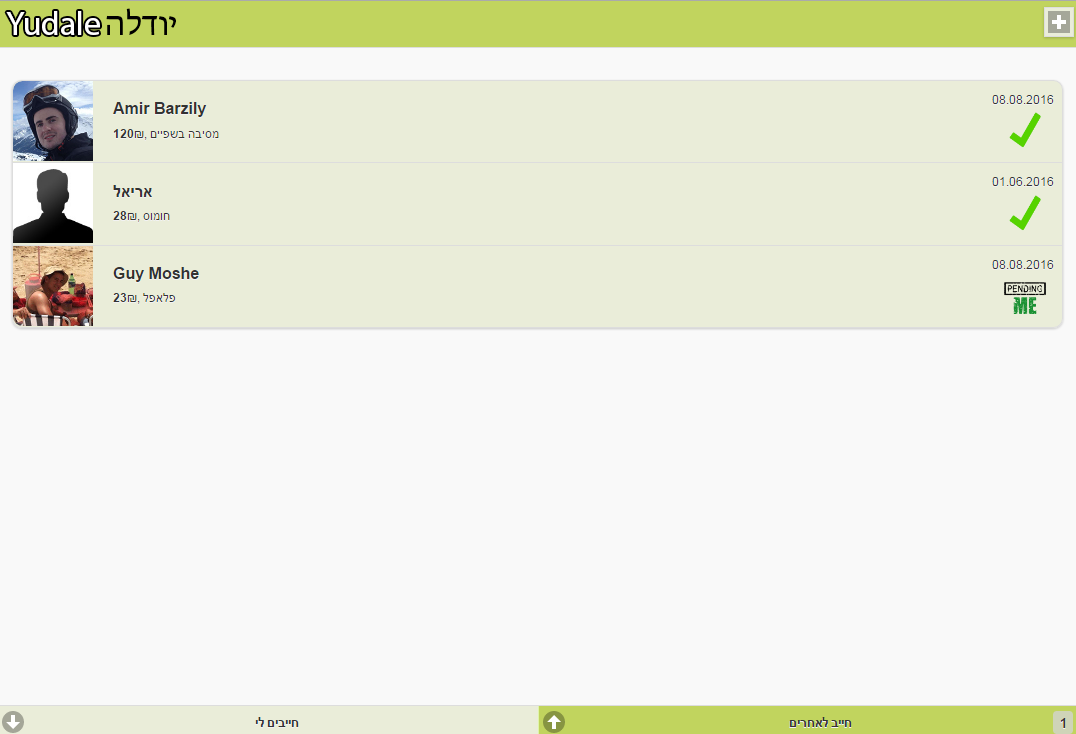 Yudale יודלה
Amir Barzily
08.08.2016
120₪, מסיבה בשפיים
אריאל
01.06.2016
28₪, חומוס
Guy Moshe
08.08.2016
23₪, פלאפל
PENDING
ME
חייבים לי
חייב לאחרים
1